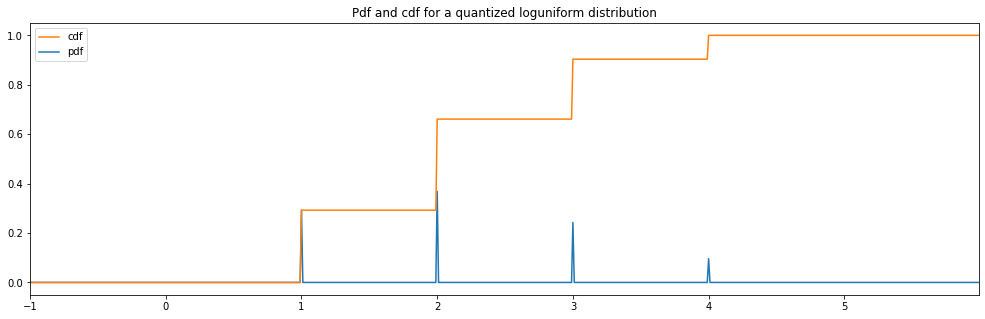 Pdf and cdf for a quantized loguniform distribution
cdf
pdf
1.0
0.8
0.6
0.4
0.2
0.0
−1 0 1 2 3 4 5